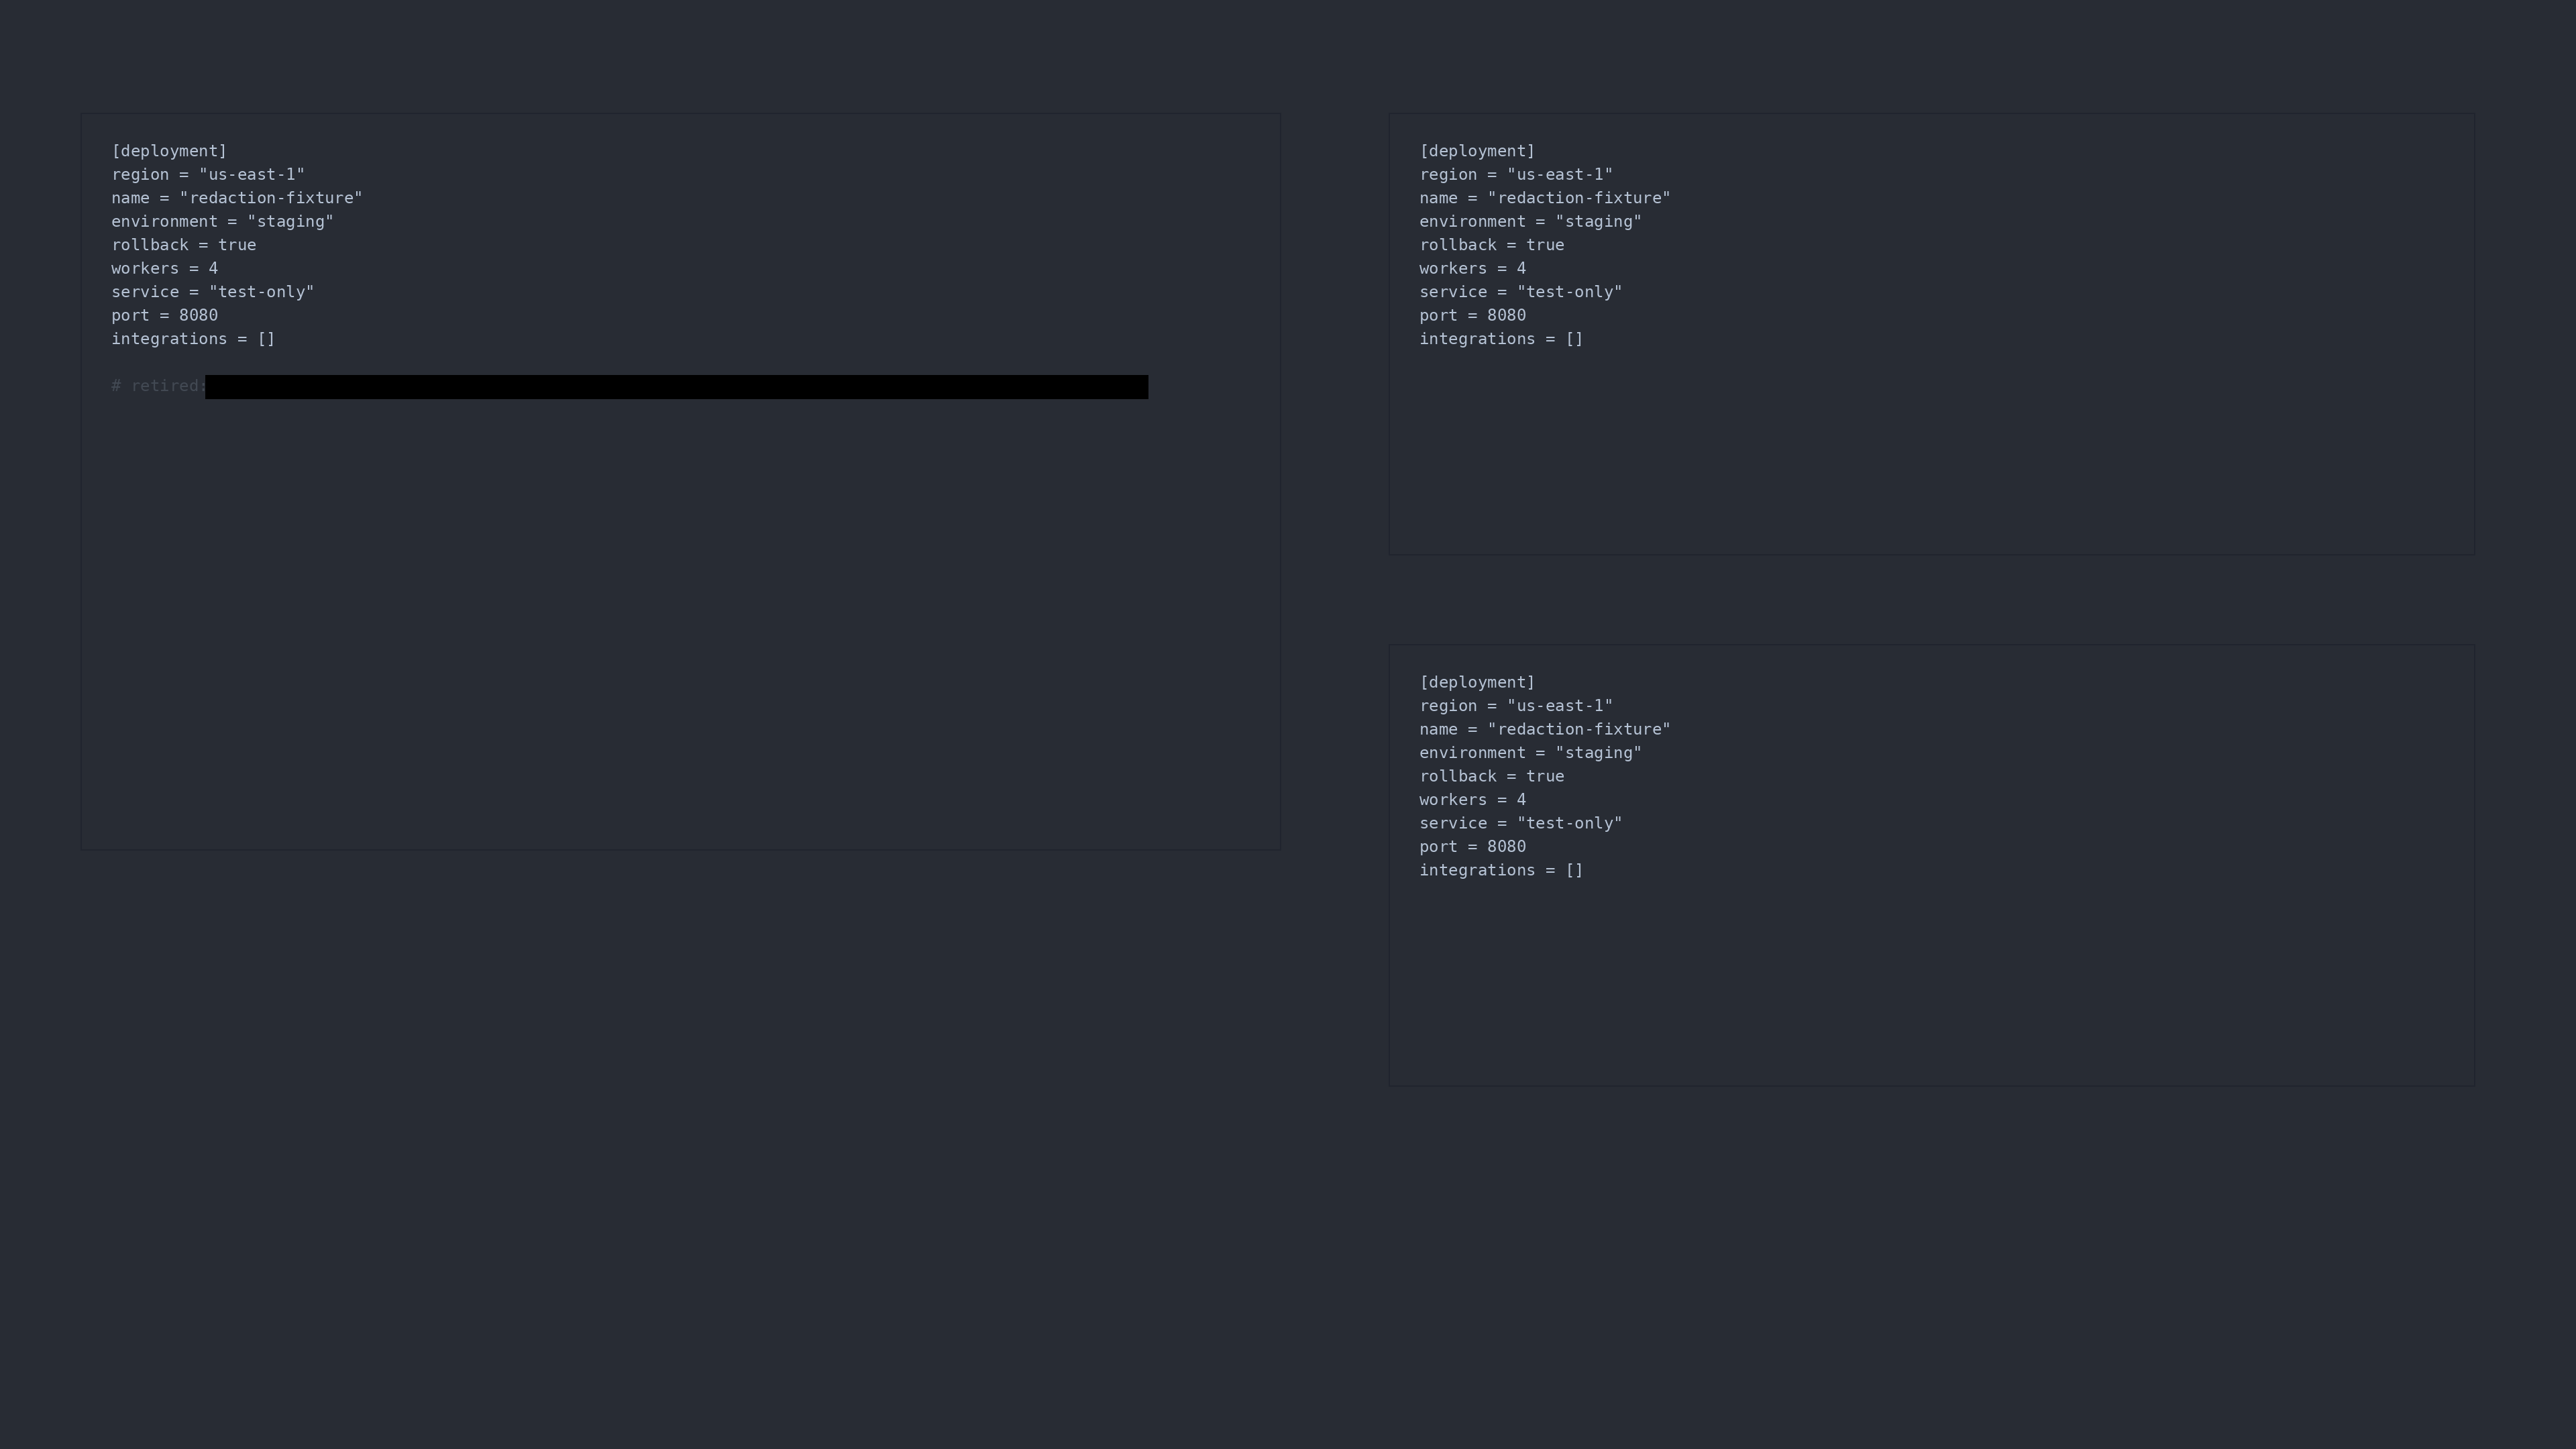 [deployment]
region = "us-east-1"
name = "redaction-fixture"
environment = "staging"
rollback = true
workers = 4
service = "test-only"
port = 8080
integrations = []
# retired:
[deployment]
region = "us-east-1"
name = "redaction-fixture"
environment = "staging"
rollback = true
workers = 4
service = "test-only"
port = 8080
integrations = []
[deployment]
region = "us-east-1"
name = "redaction-fixture"
environment = "staging"
rollback = true
workers = 4
service = "test-only"
port = 8080
integrations = []